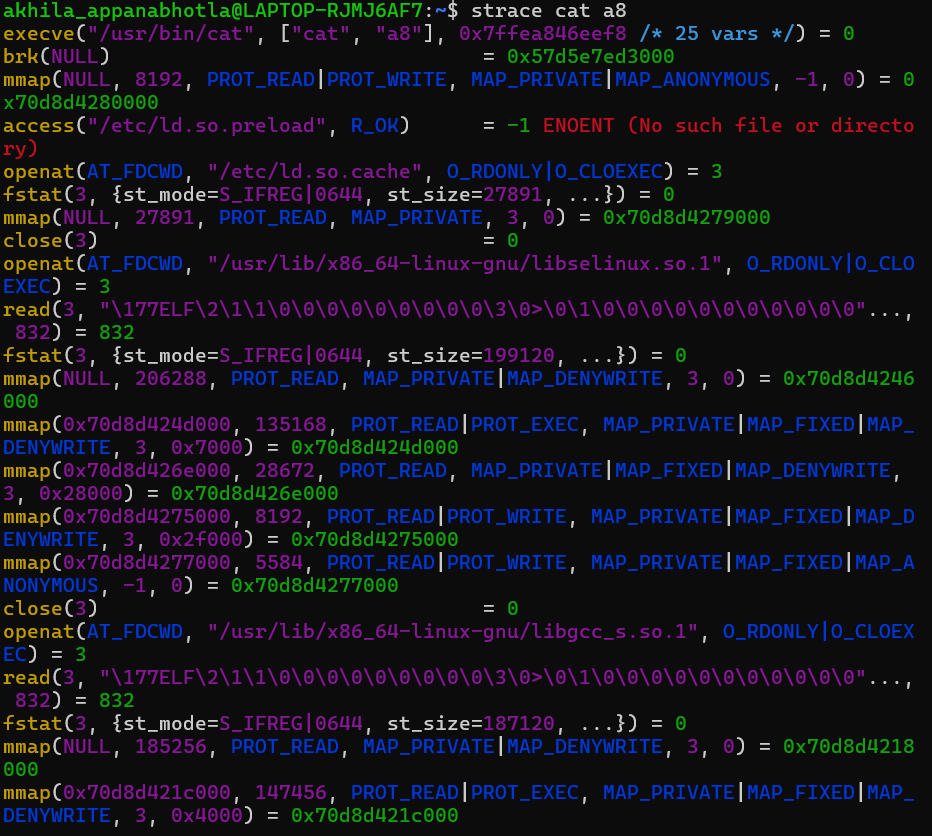 akhila_appanabhotla@LAPTOP-RJMJ6AF7:~$ strace cat a8
execve("/usr/bin/cat", ["cat", "a8"], 0x7ffea846eef8 /* 25 vars */) = 0
brk(NULL)                               = 0x57d5e7ed3000
mmap(NULL, 8192, PROT_READ|PROT_WRITE, MAP_PRIVATE|MAP_ANONYMOUS, -1, 0) = 0
x70d8d4280000
access("/etc/ld.so.preload", R_OK)      = -1 ENOENT (No such file or directo
ry)
openat(AT_FDCWD, "/etc/ld.so.cache", O_RDONLY|O_CLOEXEC) = 3
fstat(3, {st_mode=S_IFREG|0644, st_size=27891, ...}) = 0
mmap(NULL, 27891, PROT_READ, MAP_PRIVATE, 3, 0) = 0x70d8d4279000
close(3)                                = 0
openat(AT_FDCWD, "/usr/lib/x86_64-linux-gnu/libselinux.so.1", O_RDONLY|O_CLO
EXEC) = 3
read(3, "\177ELF\2\1\1\0\0\0\0\0\0\0\0\0\3\0>\0\1\0\0\0\0\0\0\0\0\0\0\0"...,
 832) = 832
fstat(3, {st_mode=S_IFREG|0644, st_size=199120, ...}) = 0
mmap(NULL, 206288, PROT_READ, MAP_PRIVATE|MAP_DENYWRITE, 3, 0) = 0x70d8d4246
000
mmap(0x70d8d424d000, 135168, PROT_READ|PROT_EXEC, MAP_PRIVATE|MAP_FIXED|MAP_
DENYWRITE, 3, 0x7000) = 0x70d8d424d000
mmap(0x70d8d426e000, 28672, PROT_READ, MAP_PRIVATE|MAP_FIXED|MAP_DENYWRITE, 
3, 0x28000) = 0x70d8d426e000
mmap(0x70d8d4275000, 8192, PROT_READ|PROT_WRITE, MAP_PRIVATE|MAP_FIXED|MAP_D
ENYWRITE, 3, 0x2f000) = 0x70d8d4275000
mmap(0x70d8d4277000, 5584, PROT_READ|PROT_WRITE, MAP_PRIVATE|MAP_FIXED|MAP_A
NONYMOUS, -1, 0) = 0x70d8d4277000
close(3)                                = 0
openat(AT_FDCWD, "/usr/lib/x86_64-linux-gnu/libgcc_s.so.1", O_RDONLY|O_CLOEX
EC) = 3
read(3, "\177ELF\2\1\1\0\0\0\0\0\0\0\0\0\3\0>\0\1\0\0\0\0\0\0\0\0\0\0\0"...,
 832) = 832
fstat(3, {st_mode=S_IFREG|0644, st_size=187120, ...}) = 0
mmap(NULL, 185256, PROT_READ, MAP_PRIVATE|MAP_DENYWRITE, 3, 0) = 0x70d8d4218
000
mmap(0x70d8d421c000, 147456, PROT_READ|PROT_EXEC, MAP_PRIVATE|MAP_FIXED|MAP_
DENYWRITE, 3, 0x4000) = 0x70d8d421c000